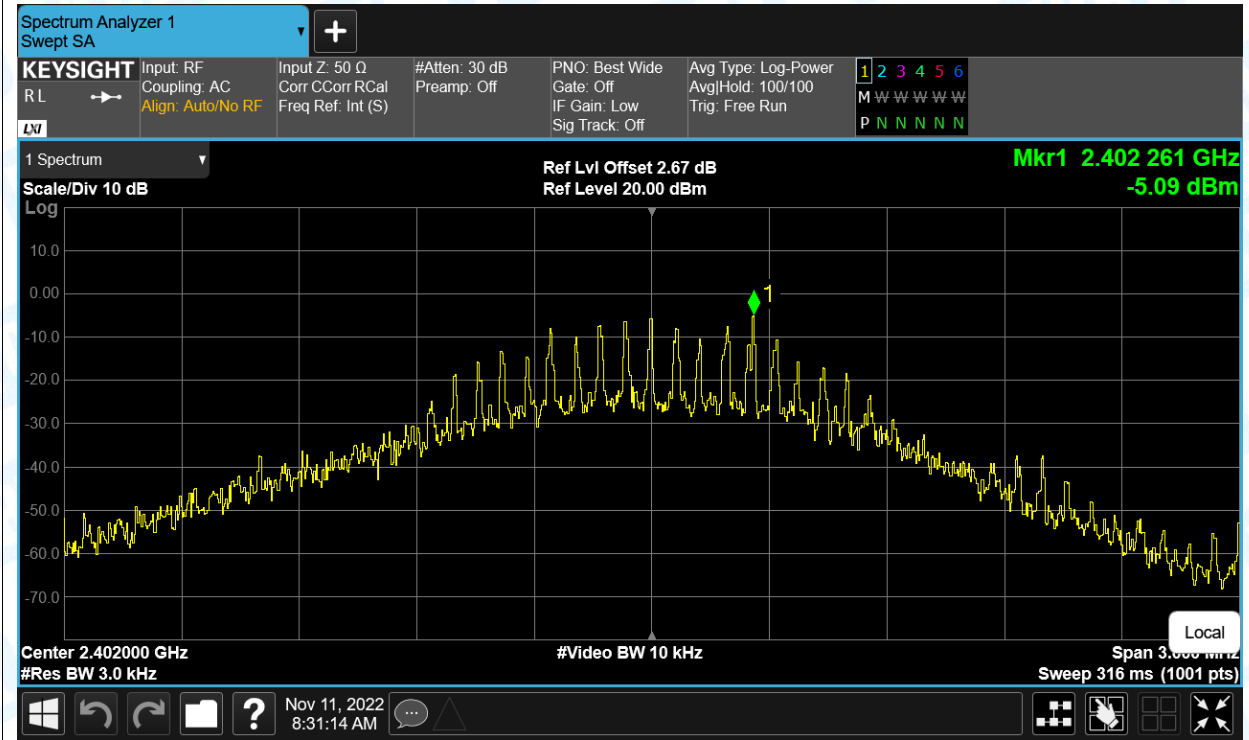 Spectrum Analyzer 1
Swept SA
+
KEYSIGHT
R L
LXI
Input: RF
Coupling: AC
Align: Auto/No RF
Input Z: 50 Ω
Corr CCorr RCal
Freq Ref: Int (S)
#Atten: 30 dB
Preamp: Off
PNO: Best Wide
Gate: Off
IF Gain: Low
Sig Track: Off
Avg Type: Log-Power
Avg|Hold: 100/100
Trig: Free Run
1 2 3 4 5 6
M W W W W W
P N N N N N
1 Spectrum
Scale/Div 10 dB
Log
Ref Lvl Offset 2.67 dB
Ref Level 20.00 dBm
Mkr1 2.402 261 GHz
-5.09 dBm
10.0
0.00
-10.0
-20.0
-30.0
-40.0
-50.0
-60.0
-70.0
1
Local
Center 2.402000 GHz
#Video BW 10 kHz
Span 3.000 MHz
#Res BW 3.0 kHz
Sweep 316 ms (1001 pts)
?
Nov 11, 2022
8:31:14 AM